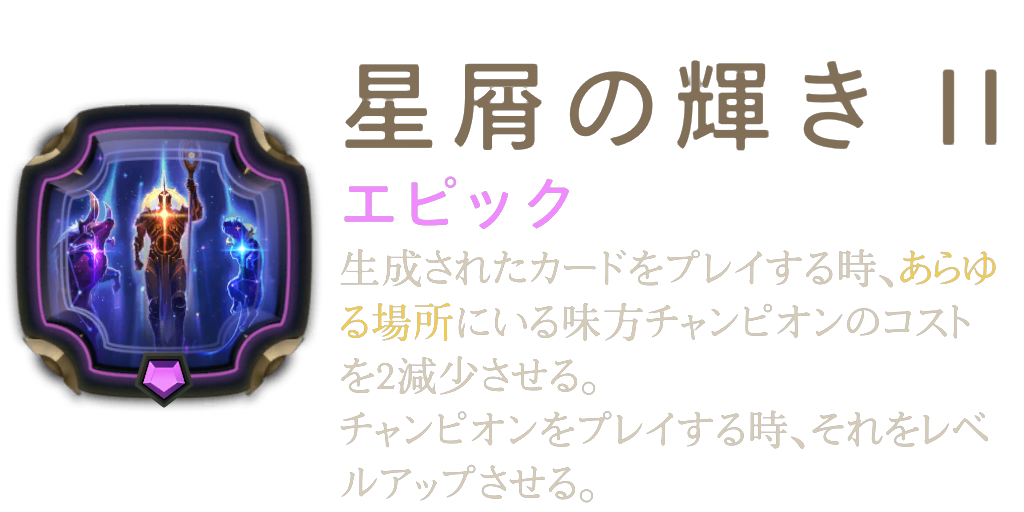 星屑の輝き II
エピック
生成されたカードをプレイする時、あらゆ
る場所にいる味方チャンピオンのコスト
を2減少させる。
チャンピオンをプレイする時、それをレベ
ルアップさせる。